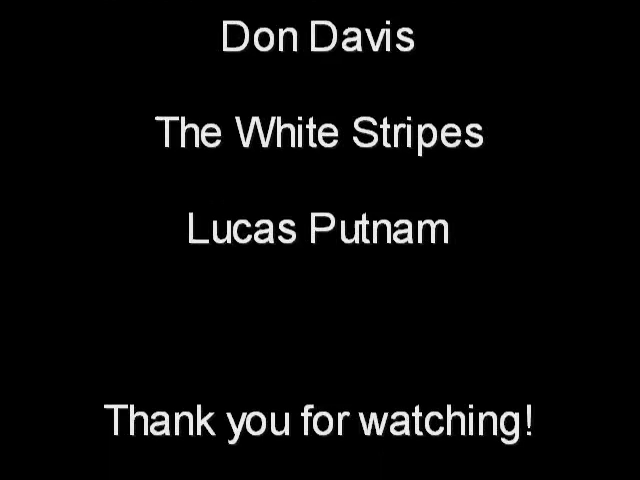 Don Davis
The White Stripes
Lucas Putnam
Thank you for watching!